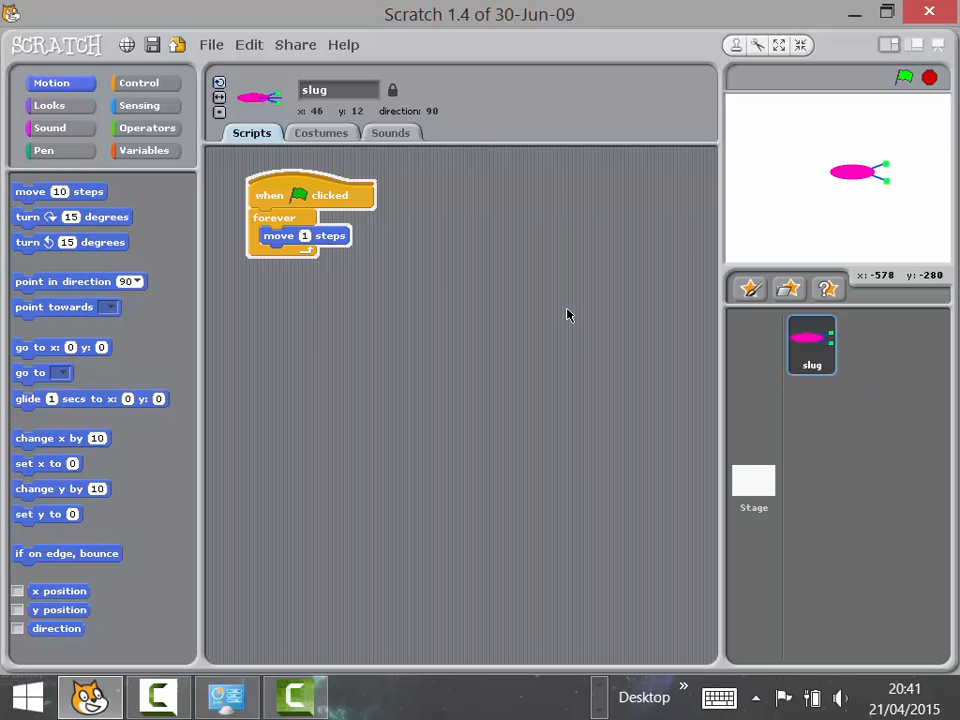 Scratch 1.4 of 30-Jun-09
SCRATCH File Edit Share Help
Motion Control
Looks Sensing
Sound Operators
Pen Variables
slug
x: 46 y: 12 direction: 90
Scripts Costumes Sounds
move 10 steps
turn 15 degrees
turn 15 degrees
point in direction 90
point towards
go to x: 0 y: 0
go to
glide 1 secs to x: 0 y: 0
change x by 10
set x to 0
change y by 10
set y to 0
if on edge, bounce
x position
y position
direction
when clicked
forever
move 1 steps
x: -578 y: -280
slug
Stage
Desktop
20:41
21/04/2015